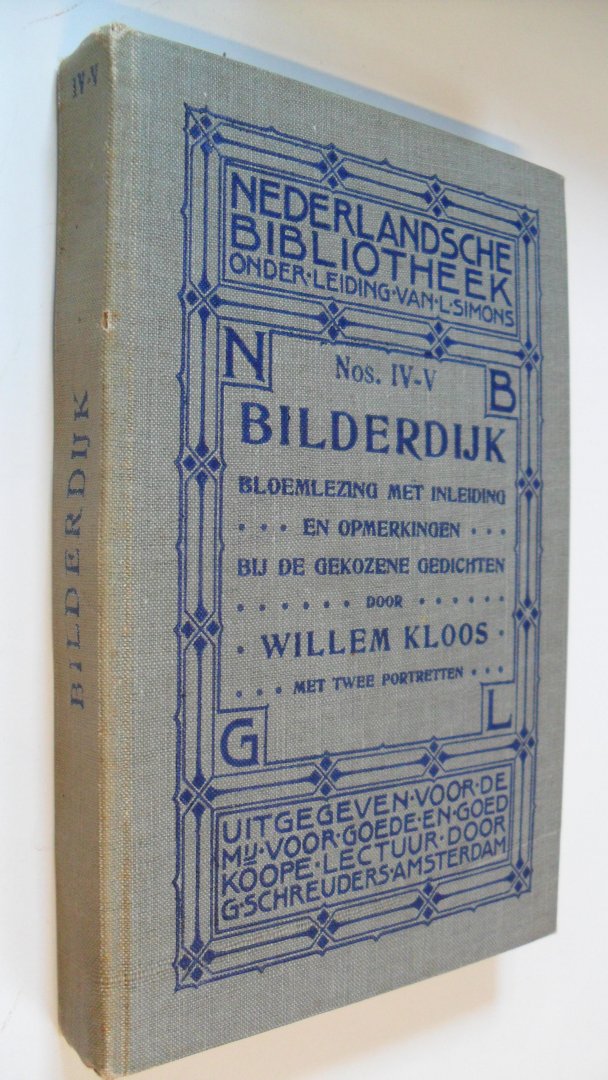 IV-V
BILDERDIJK
NEDERLANDSCHE
BIBLIOTHEEK
ONDER·LEIDING·VAN·L·SIMONS
N B
Nos. IV-V
BILDERDIJK
BLOEMLEZING MET INLEIDING
· · · EN OPMERKINGEN · · ·
BIJ DE GEKOZENE GEDICHTEN
· · · · · · DOOR · · · · · ·
· WILLEM KLOOS ·
· · · MET TWEE PORTRETTEN · · ·
G L
UITGEGEVEN·VOOR·DE
MIJ·VOOR·GOEDE·EN·GOED
KOOPE·LECTUUR·DOOR
G·SCHREUDERS·AMSTERDAM